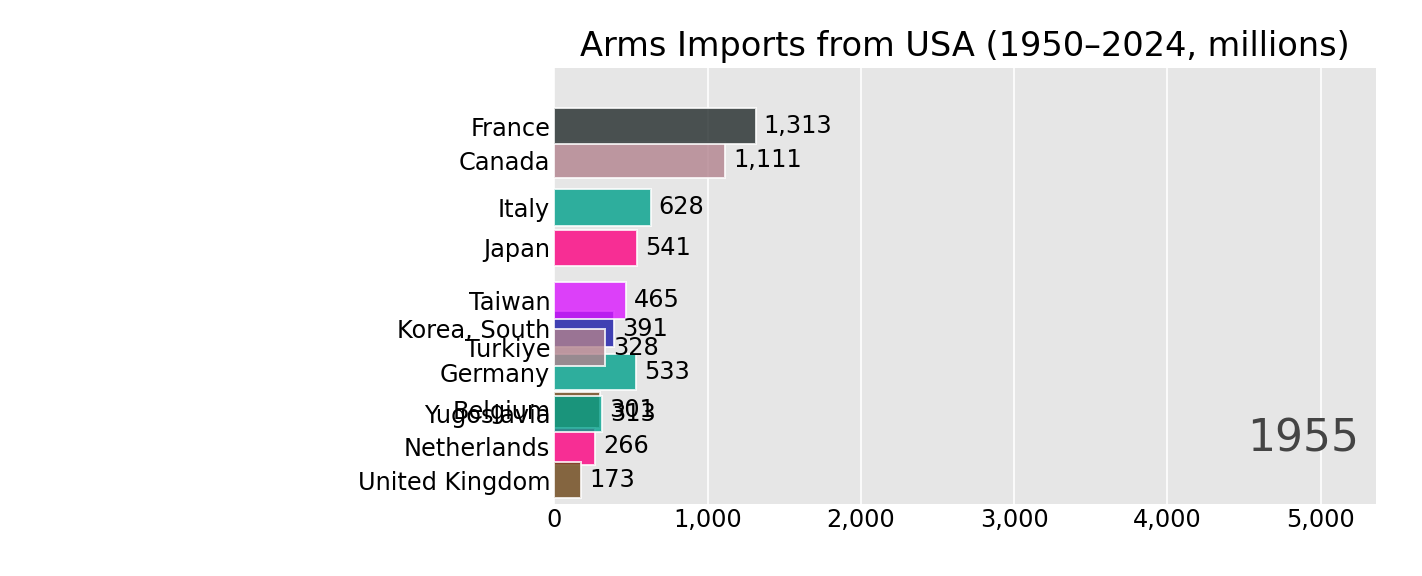 Arms Imports from USA (1950–2024, millions)
France 1,313
Canada 1,111
Italy 628
Japan 541
Taiwan 465
Korea, South 391
Turkiye 328
Germany 533
Belgium 301
Yugoslavia 313
Netherlands 266
United Kingdom 173
1955
0 1,000 2,000 3,000 4,000 5,000